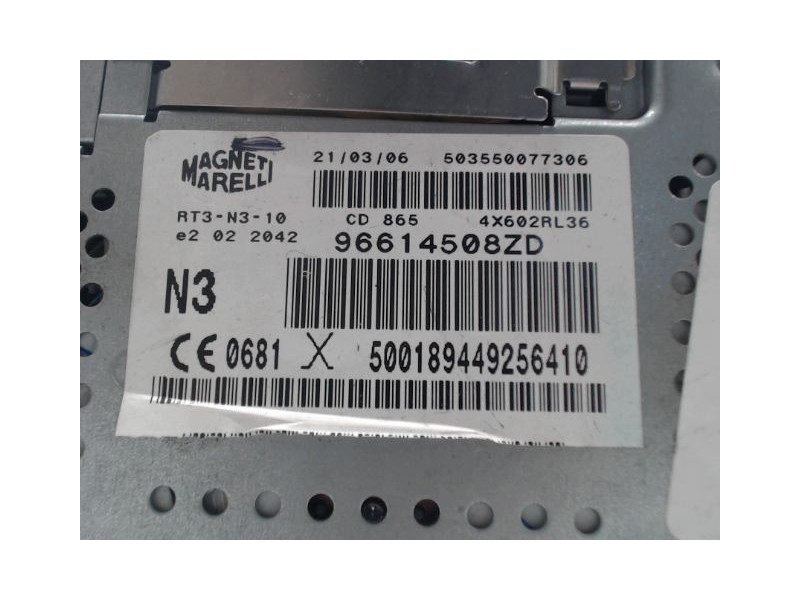 MAGNETI
MARELLI
21/03/06 503550077306
RT3-N3-10 CD 865 4X602RL36
e2 02 2042 96614508ZD
N3
CE 0681 500189449256410